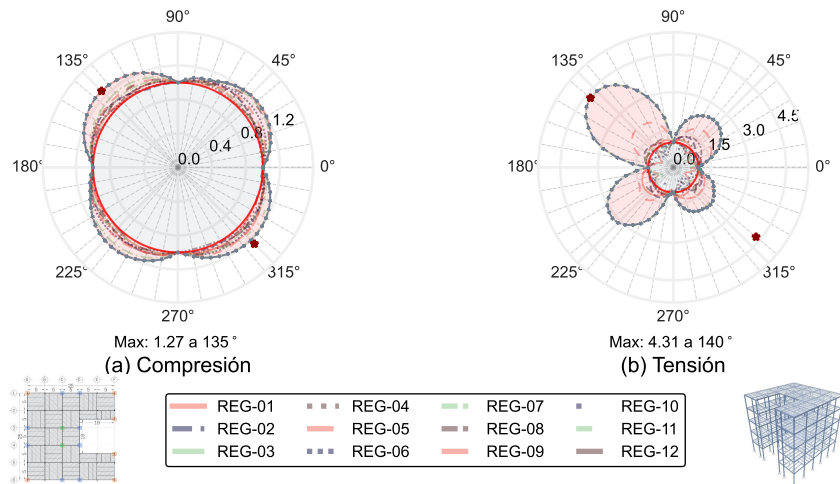 90°
135°
45°
180°
0.0
0.4
0.8
1.2
0°
225°
315°
270°
Max: 1.27 a 135°
(a) Compresión
90°
135°
45°
180°
0.0
1.5
3.0
4.5
0°
225°
315°
270°
Max: 4.31 a 140°
(b) Tensión
REG-01
REG-02
REG-03
REG-04
REG-05
REG-06
REG-07
REG-08
REG-09
REG-10
REG-11
REG-12